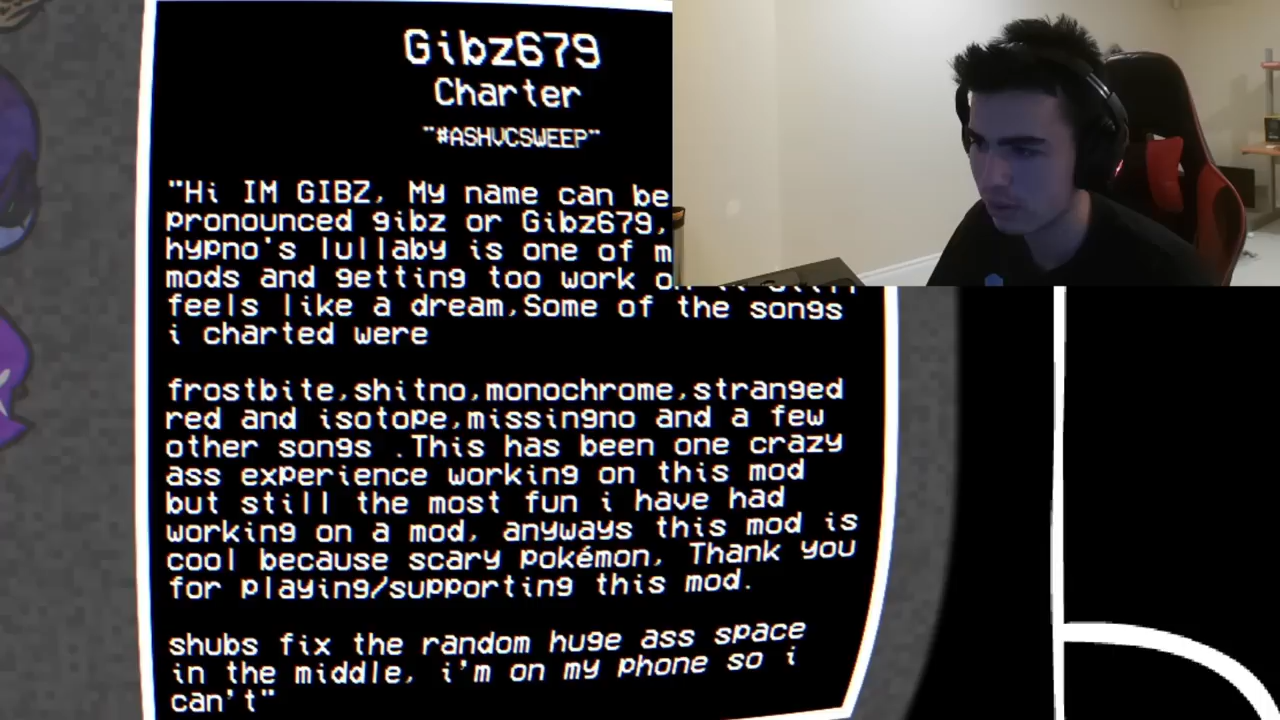 Gibz679
Charter
"#ASHVCSWEEP"
"Hi IM GIBZ, My name can be
pronounced gibz or Gibz679,
hypno's lullaby is one of m
mods and getting too work o
feels like a dream,Some of the songs
i charted were
frostbite,shitno,monochrome,stranged
red and isotope,missingno and a few
other songs .This has been one crazy
ass experience working on this mod
but still the most fun i have had
working on a mod, anyways this mod is
cool because scary pokémon, Thank you
for playing/supporting this mod.
shubs fix the random huge ass space
in the middle, i'm on my phone so i
can't"